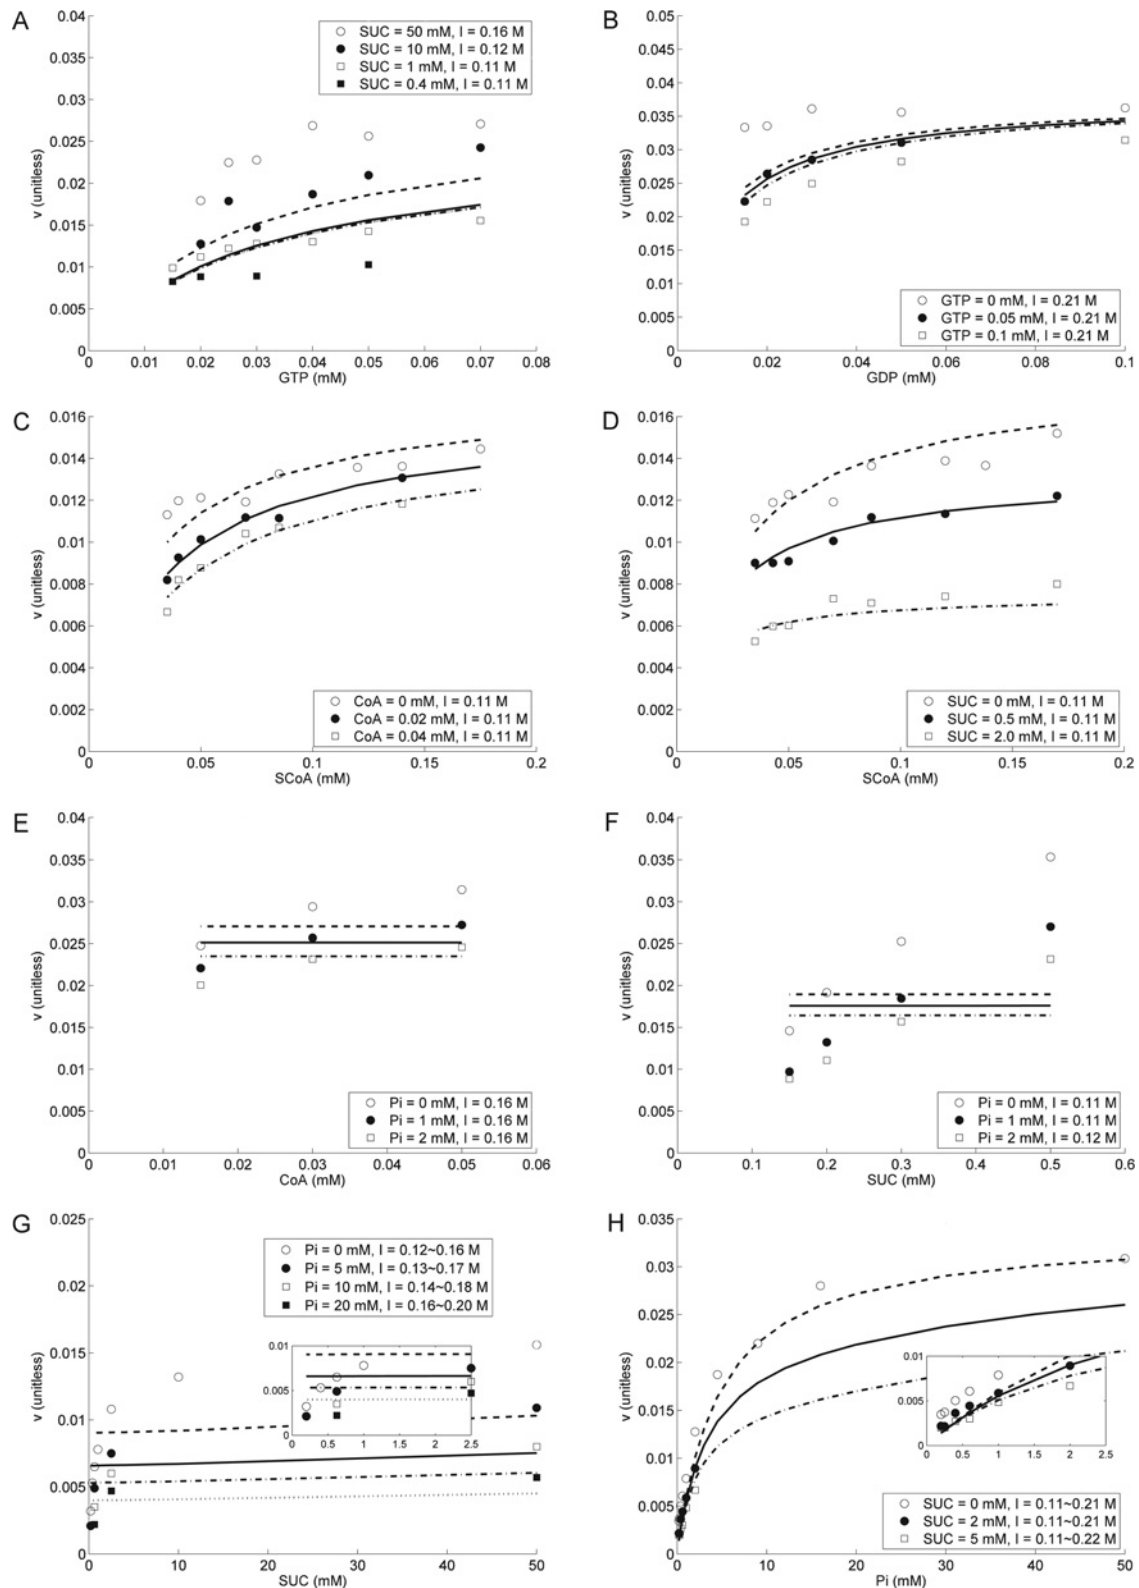 A
0.04
0.035
0.03
0.025
0.02
0.015
0.01
0.005
0
v (unitless)
SUC = 50 mM, I = 0.16 M
SUC = 10 mM, I = 0.12 M
SUC = 1 mM, I = 0.11 M
SUC = 0.4 mM, I = 0.11 M
0 0.01 0.02 0.03 0.04 0.05 0.06 0.07 0.08
GTP (mM)
B
0.05
0.045
0.04
0.035
0.03
0.025
0.02
0.015
0.01
0.005
0
v (unitless)
GTP = 0 mM, I = 0.21 M
GTP = 0.05 mM, I = 0.21 M
GTP = 0.1 mM, I = 0.21 M
0 0.02 0.04 0.06 0.08 0.1
GDP (mM)
C
0.016
0.014
0.012
0.01
0.008
0.006
0.004
0.002
0
v (unitless)
CoA = 0 mM, I = 0.11 M
CoA = 0.02 mM, I = 0.11 M
CoA = 0.04 mM, I = 0.11 M
0 0.05 0.1 0.15 0.2
SCoA (mM)
D
0.016
0.014
0.012
0.01
0.008
0.006
0.004
0.002
0
v (unitless)
SUC = 0 mM, I = 0.11 M
SUC = 0.5 mM, I = 0.11 M
SUC = 2.0 mM, I = 0.11 M
0 0.05 0.1 0.15 0.2
SCoA (mM)
E
0.04
0.035
0.03
0.025
0.02
0.015
0.01
0.005
0
v (unitless)
Pi = 0 mM, I = 0.16 M
Pi = 1 mM, I = 0.16 M
Pi = 2 mM, I = 0.16 M
0 0.01 0.02 0.03 0.04 0.05 0.06
CoA (mM)
F
0.04
0.035
0.03
0.025
0.02
0.015
0.01
0.005
0
v (unitless)
Pi = 0 mM, I = 0.11 M
Pi = 1 mM, I = 0.11 M
Pi = 2 mM, I = 0.12 M
0 0.1 0.2 0.3 0.4 0.5 0.6
SUC (mM)
G
0.025
0.02
0.015
0.01
0.005
0
v (unitless)
Pi = 0 mM, I = 0.12~0.16 M
Pi = 5 mM, I = 0.13~0.17 M
Pi = 10 mM, I = 0.14~0.18 M
Pi = 20 mM, I = 0.16~0.20 M
0.01
0.005
0
0 0.5 1.0 1.5 2.0 2.5
0 10 20 30 40 50
SUC (mM)
H
0.035
0.03
0.025
0.02
0.015
0.01
0.005
0
v (unitless)
0.01
0.005
0
0 0.5 1.0 1.5 2.0 2.5
SUC = 0 mM, I = 0.11~0.21 M
SUC = 2 mM, I = 0.11~0.21 M
SUC = 5 mM, I = 0.11~0.22 M
0 10 20 30 40 50
Pi (mM)